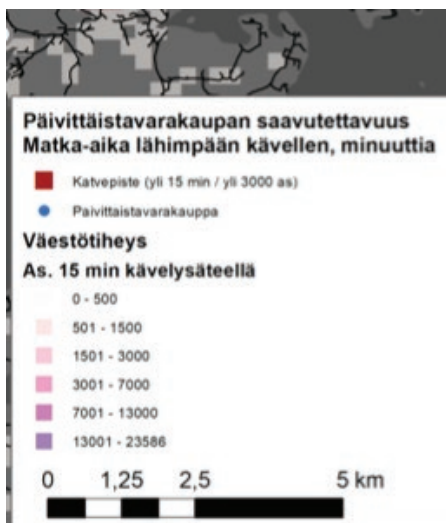 Päivittäistavarakaupan saavutettavuus
Matka-aika lähimpään kävellen, minuuttia
Katvepiste (yli 15 min / yli 3000 as)
Paivittaistavarakauppa
Väestötiheys
As. 15 min kävelysäteellä
0 - 500
501 - 1500
1501 - 3000
3001 - 7000
7001 - 13000
13001 - 23586
0 1,25 2,5 5 km